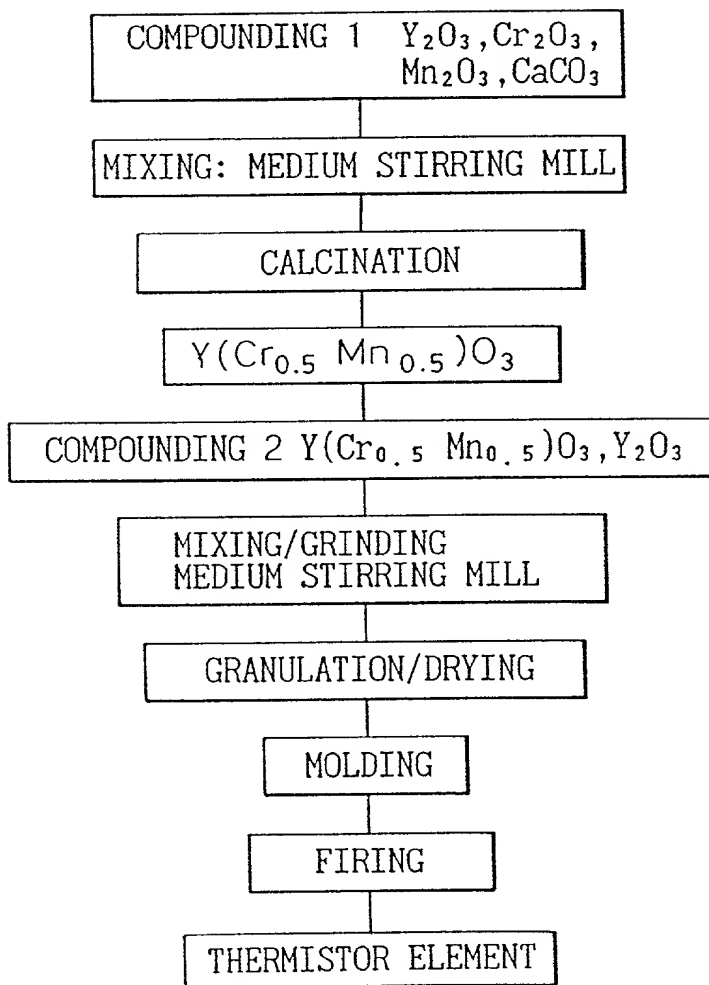 COMPOUNDING 1 Y₂O₃,Cr₂O₃,
Mn₂O₃,CaCO₃
MIXING: MEDIUM STIRRING MILL
CALCINATION
Y(Cr₀.₅ Mn₀.₅)O₃
COMPOUNDING 2 Y(Cr₀.₅ Mn₀.₅)O₃,Y₂O₃
MIXING/GRINDING
MEDIUM STIRRING MILL
GRANULATION/DRYING
MOLDING
FIRING
THERMISTOR ELEMENT